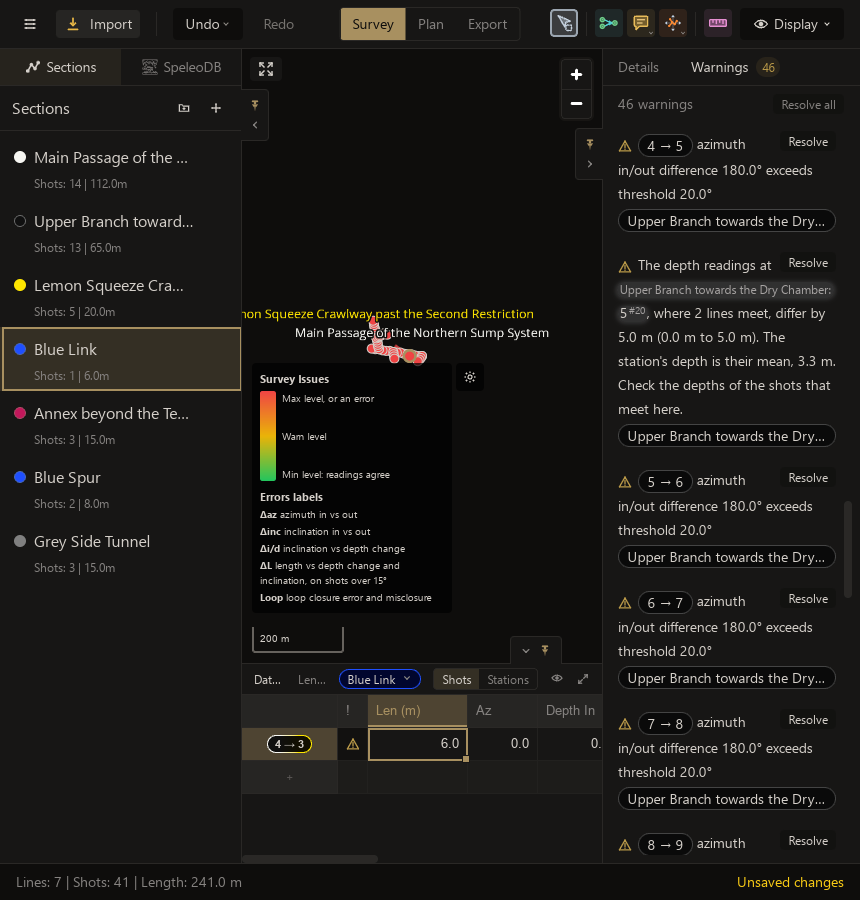 Import
Undo
Redo
Survey
Plan
Export
Display
Sections
SpeleoDB
Details
Warnings 46
Sections
46 warnings
Resolve all
Main Passage of the ...
Shots: 14 | 112.0m
Upper Branch toward...
Shots: 13 | 65.0m
Lemon Squeeze Cra...
Shots: 5 | 20.0m
Blue Link
Shots: 1 | 6.0m
Annex beyond the Te...
Shots: 3 | 15.0m
Blue Spur
Shots: 2 | 8.0m
Grey Side Tunnel
Shots: 3 | 15.0m
mon Squeeze Crawlway past the Second Restriction
Main Passage of the Northern Sump System
Survey Issues
Max level, or an error
Warn level
Min level: readings agree
Errors labels
Δaz azimuth in vs out
Δinc inclination in vs out
Δi/d inclination vs depth change
ΔL length vs depth change and
inclination, on shots over 15°
Loop loop closure error and misclosure
200 m
Dat...
Len...
Blue Link
Shots
Stations
!
Len (m)
Az
Depth In
4 → 3
6.0
0.0
0.
+
4 → 5 azimuth
Resolve
in/out difference 180.0° exceeds
threshold 20.0°
Upper Branch towards the Dry...
The depth readings at
Resolve
Upper Branch towards the Dry Chamber:
5 #20, where 2 lines meet, differ by
5.0 m (0.0 m to 5.0 m). The
station's depth is their mean, 3.3 m.
Check the depths of the shots that
meet here.
Upper Branch towards the Dry...
5 → 6 azimuth
Resolve
in/out difference 180.0° exceeds
threshold 20.0°
Upper Branch towards the Dry...
6 → 7 azimuth
Resolve
in/out difference 180.0° exceeds
threshold 20.0°
Upper Branch towards the Dry...
7 → 8 azimuth
Resolve
in/out difference 180.0° exceeds
threshold 20.0°
Upper Branch towards the Dry...
8 → 9 azimuth
Resolve
Lines: 7 | Shots: 41 | Length: 241.0 m
Unsaved changes